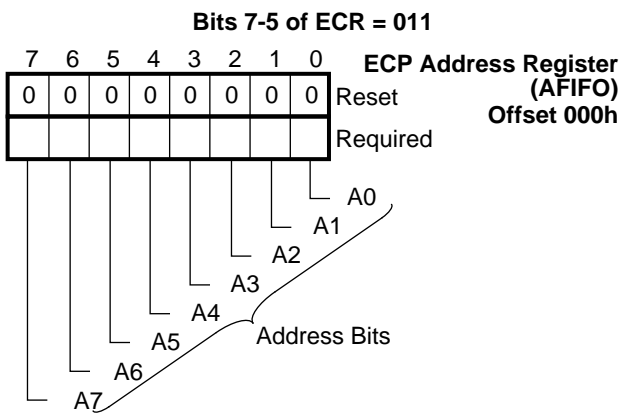 Bits 7-5 of ECR = 011
7 6 5 4 3 2 1 0
ECP Address Register
(AFIFO)
Offset 000h
0 0 0 0 0 0 0 0 Reset
Required
A0
A1
A2
A3
A4
A5
A6
A7
Address Bits